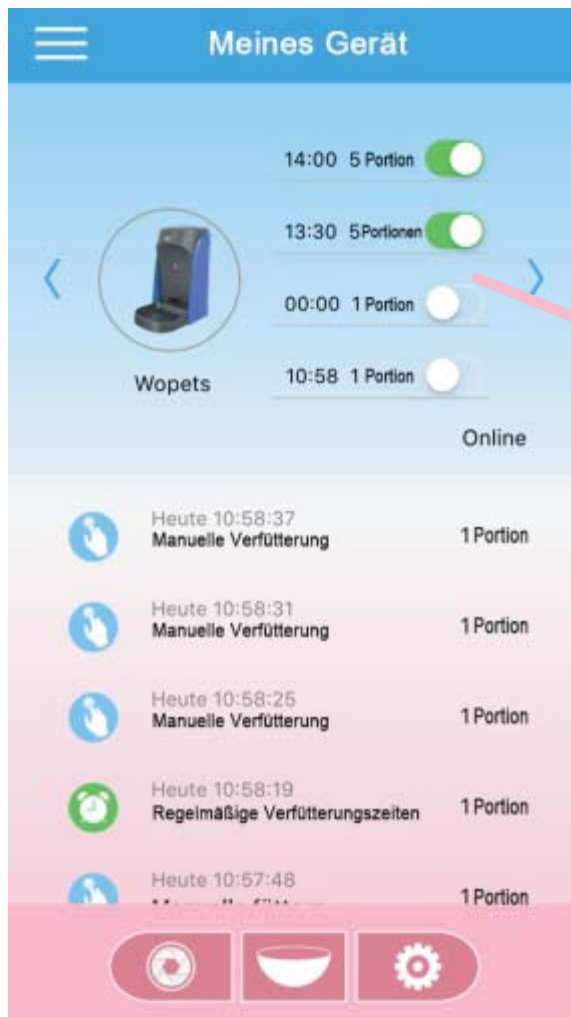 Meines Gerät
14:00 5 Portion
13:30 5Portionen
00:00 1 Portion
10:58 1 Portion
Wopets
Online
Heute 10:58:37
Manuelle Verfütterung 1 Portion
Heute 10:58:31
Manuelle Verfütterung 1 Portion
Heute 10:58:25
Manuelle Verfütterung 1 Portion
Heute 10:58:19
Regelmäßige Verfütterungszeiten 1 Portion
Heute 10:57:48
1 Portion